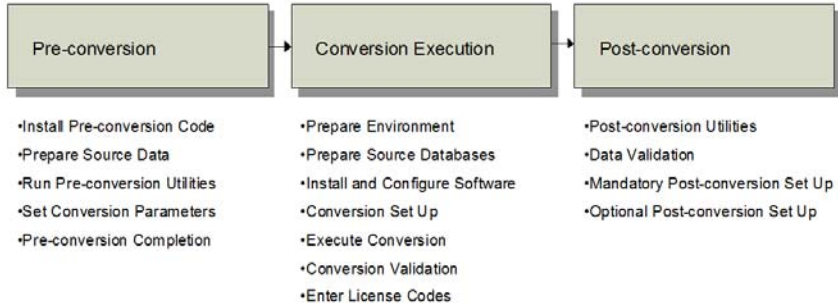 Pre-conversion
•Install Pre-conversion Code
•Prepare Source Data
•Run Pre-conversion Utilities
•Set Conversion Parameters
•Pre-conversion Completion
Conversion Execution
•Prepare Environment
•Prepare Source Databases
•Install and Configure Software
•Conversion Set Up
•Execute Conversion
•Conversion Validation
•Enter License Codes
Post-conversion
•Post-conversion Utilities
•Data Validation
•Mandatory Post-conversion Set Up
•Optional Post-conversion Set Up